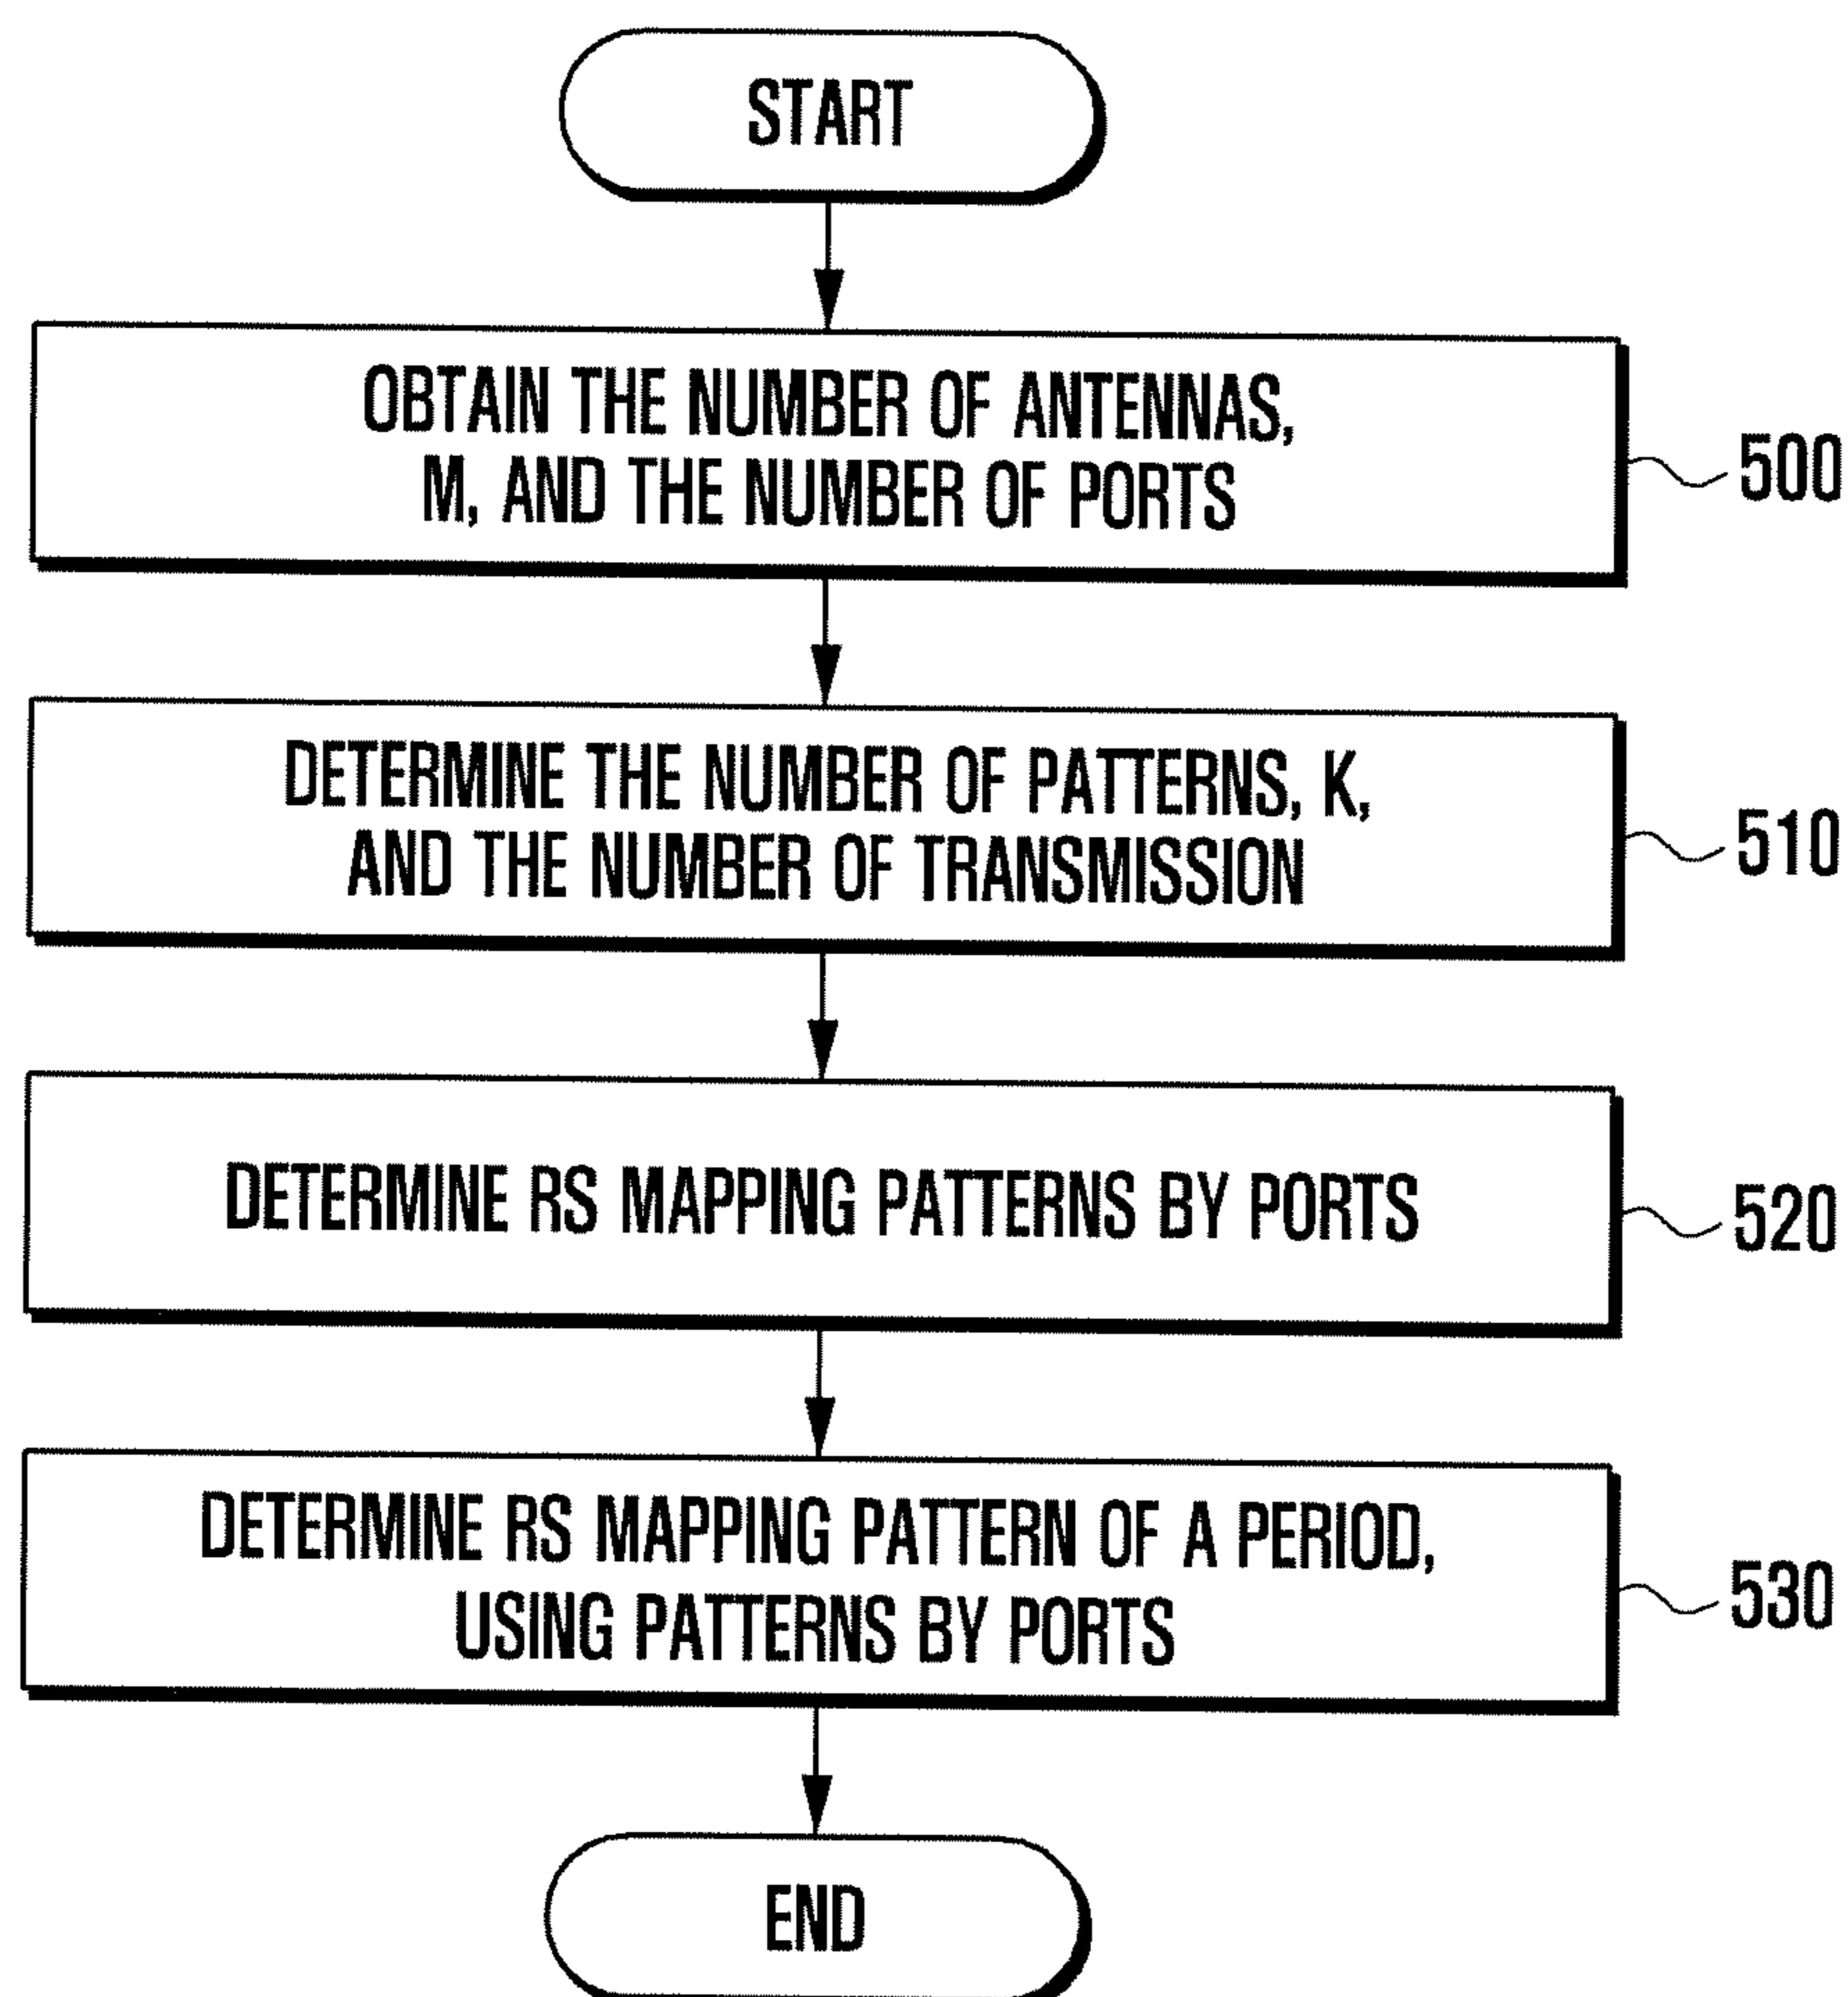 START
OBTAIN THE NUMBER OF ANTENNAS,
M, AND THE NUMBER OF PORTS
500
DETERMINE THE NUMBER OF PATTERNS, K,
AND THE NUMBER OF TRANSMISSION
510
DETERMINE RS MAPPING PATTERNS BY PORTS
520
DETERMINE RS MAPPING PATTERN OF A PERIOD,
USING PATTERNS BY PORTS
530
END